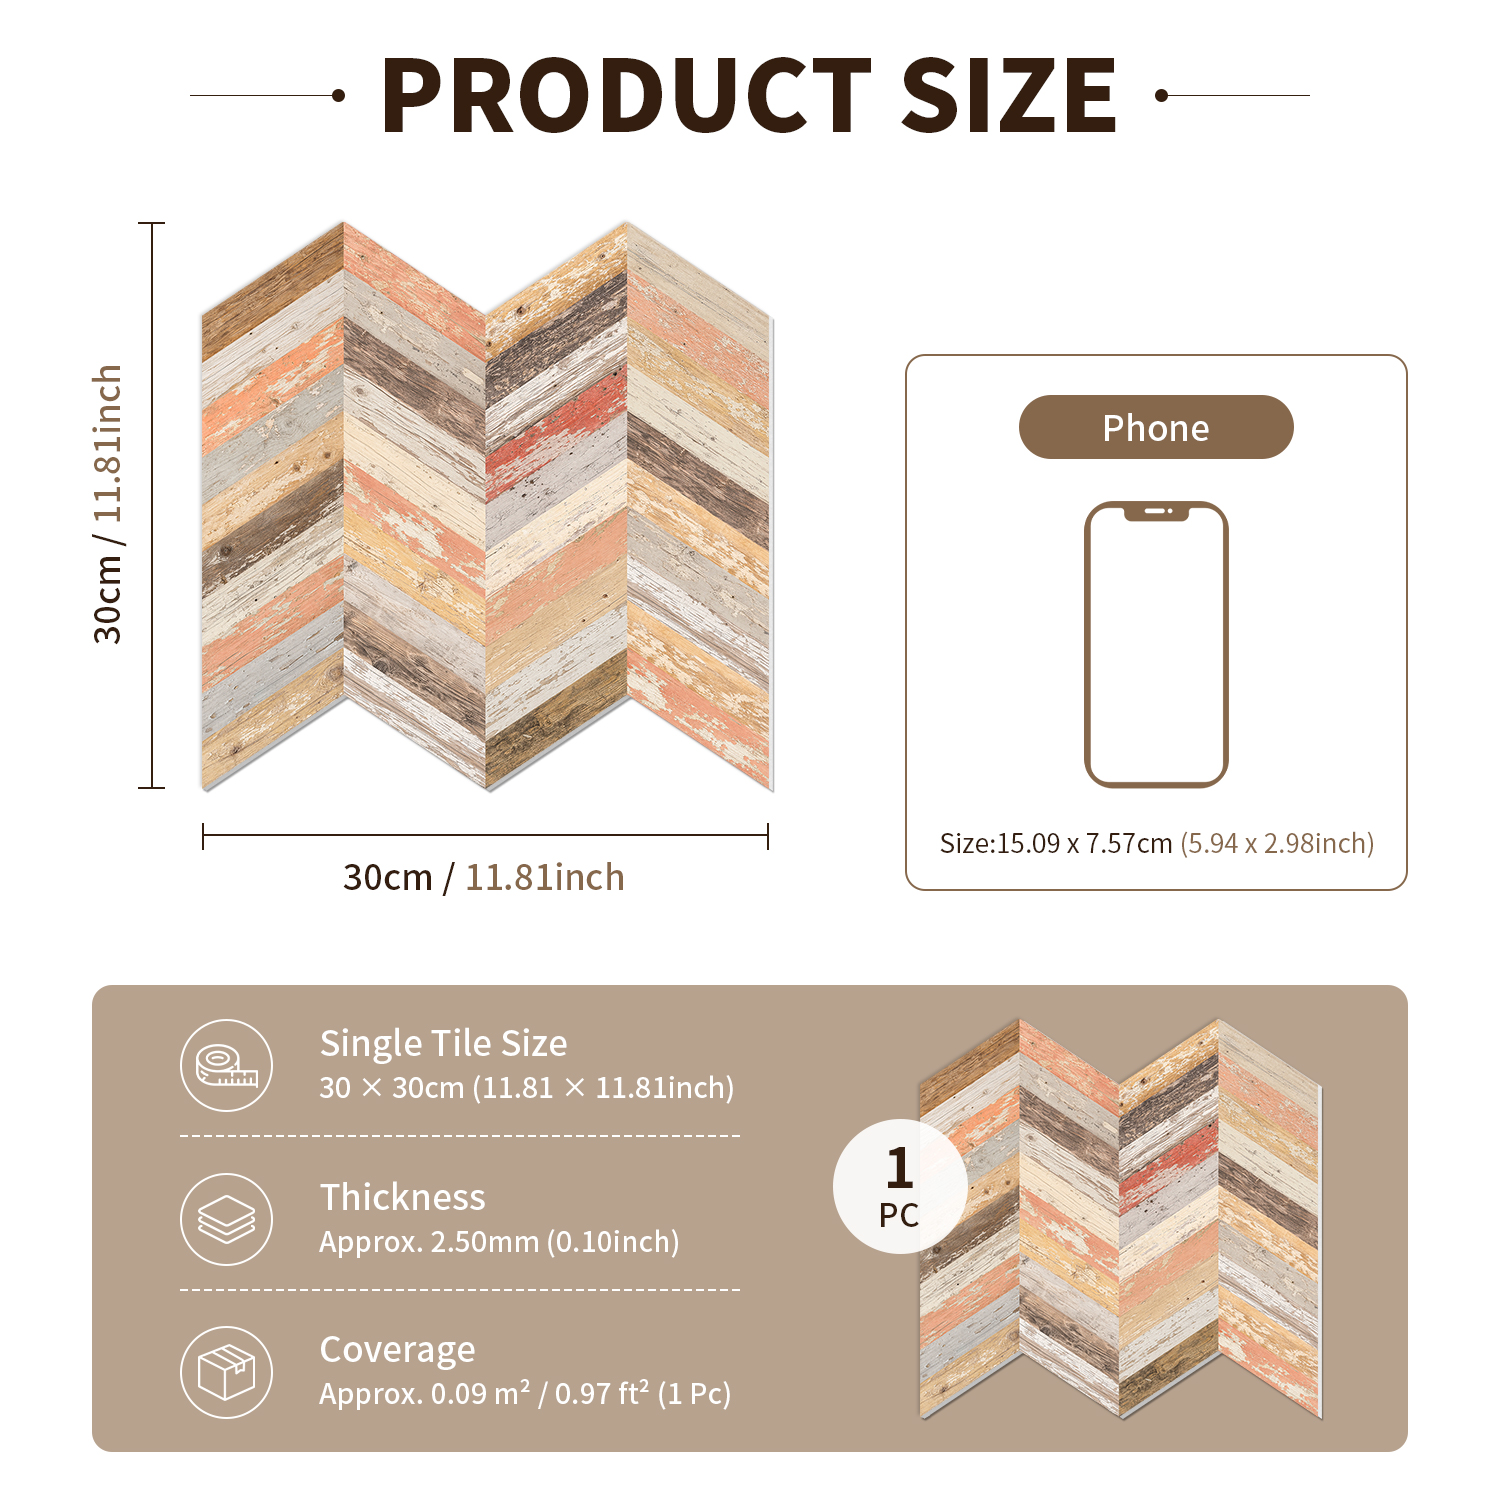 PRODUCT SIZE
30cm / 11.81inch
30cm / 11.81inch
Phone
Size:15.09 x 7.57cm (5.94 x 2.98inch)
Single Tile Size
30 × 30cm (11.81 × 11.81inch)
Thickness
Approx. 2.50mm (0.10inch)
Coverage
Approx. 0.09 m² / 0.97 ft² (1 Pc)
1
PC